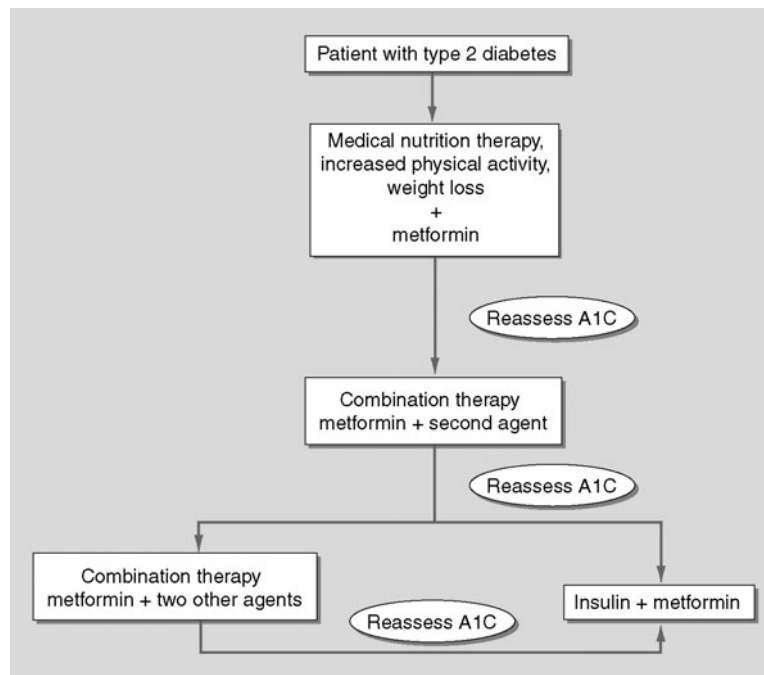 Patient with type 2 diabetes
Medical nutrition therapy,
increased physical activity,
weight loss
+
metformin
Reassess A1C
Combination therapy
metformin + second agent
Reassess A1C
Combination therapy
metformin + two other agents
Insulin + metformin
Reassess A1C